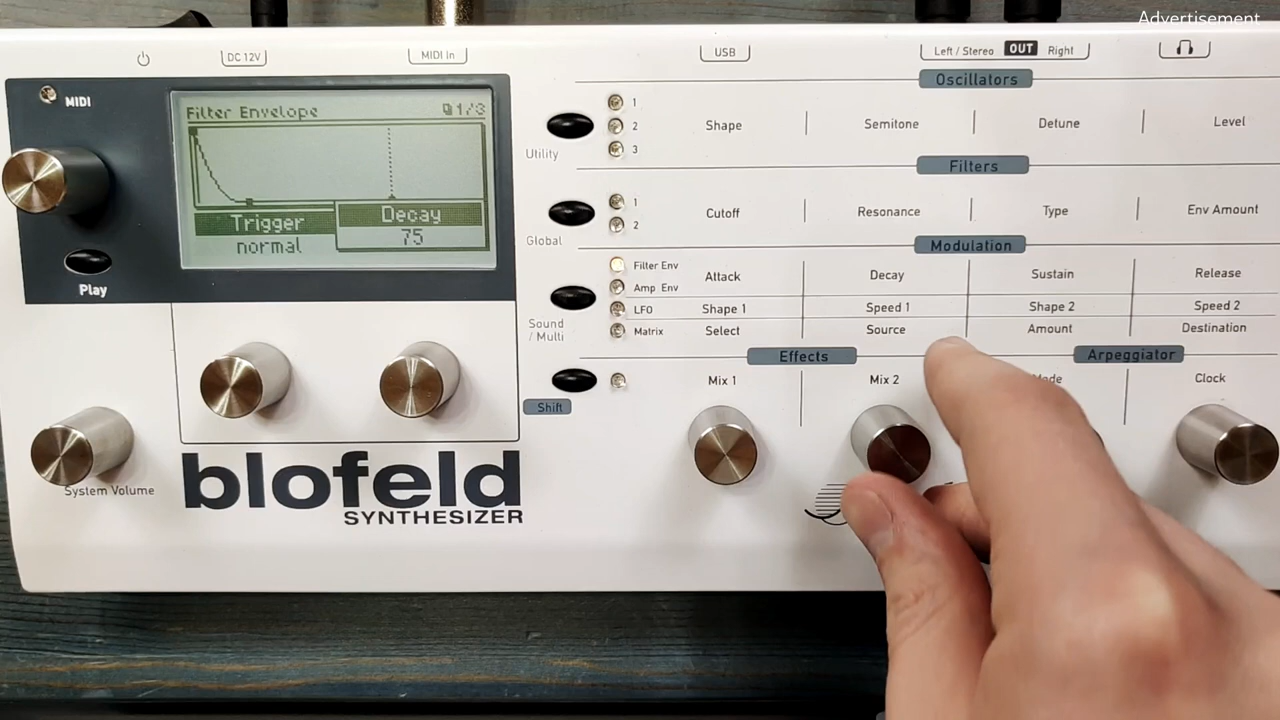 Advertisement
DC 12V
MIDI In
USB
Left / Stereo OUT Right
MIDI
Filter Envelope 1/3
Trigger
normal
Decay
75
Play
System Volume
blofeld
SYNTHESIZER
Utility
Global
Sound
/ Multi
Shift
Oscillators
1
2
3
Shape Semitone Detune Level
Filters
1
2
Cutoff Resonance Type Env Amount
Modulation
Filter Env Attack Decay Sustain Release
Amp Env
LFO Shape 1 Speed 1 Shape 2 Speed 2
Matrix Select Source Amount Destination
Effects Arpeggiator
Mix 1 Mix 2 Clock